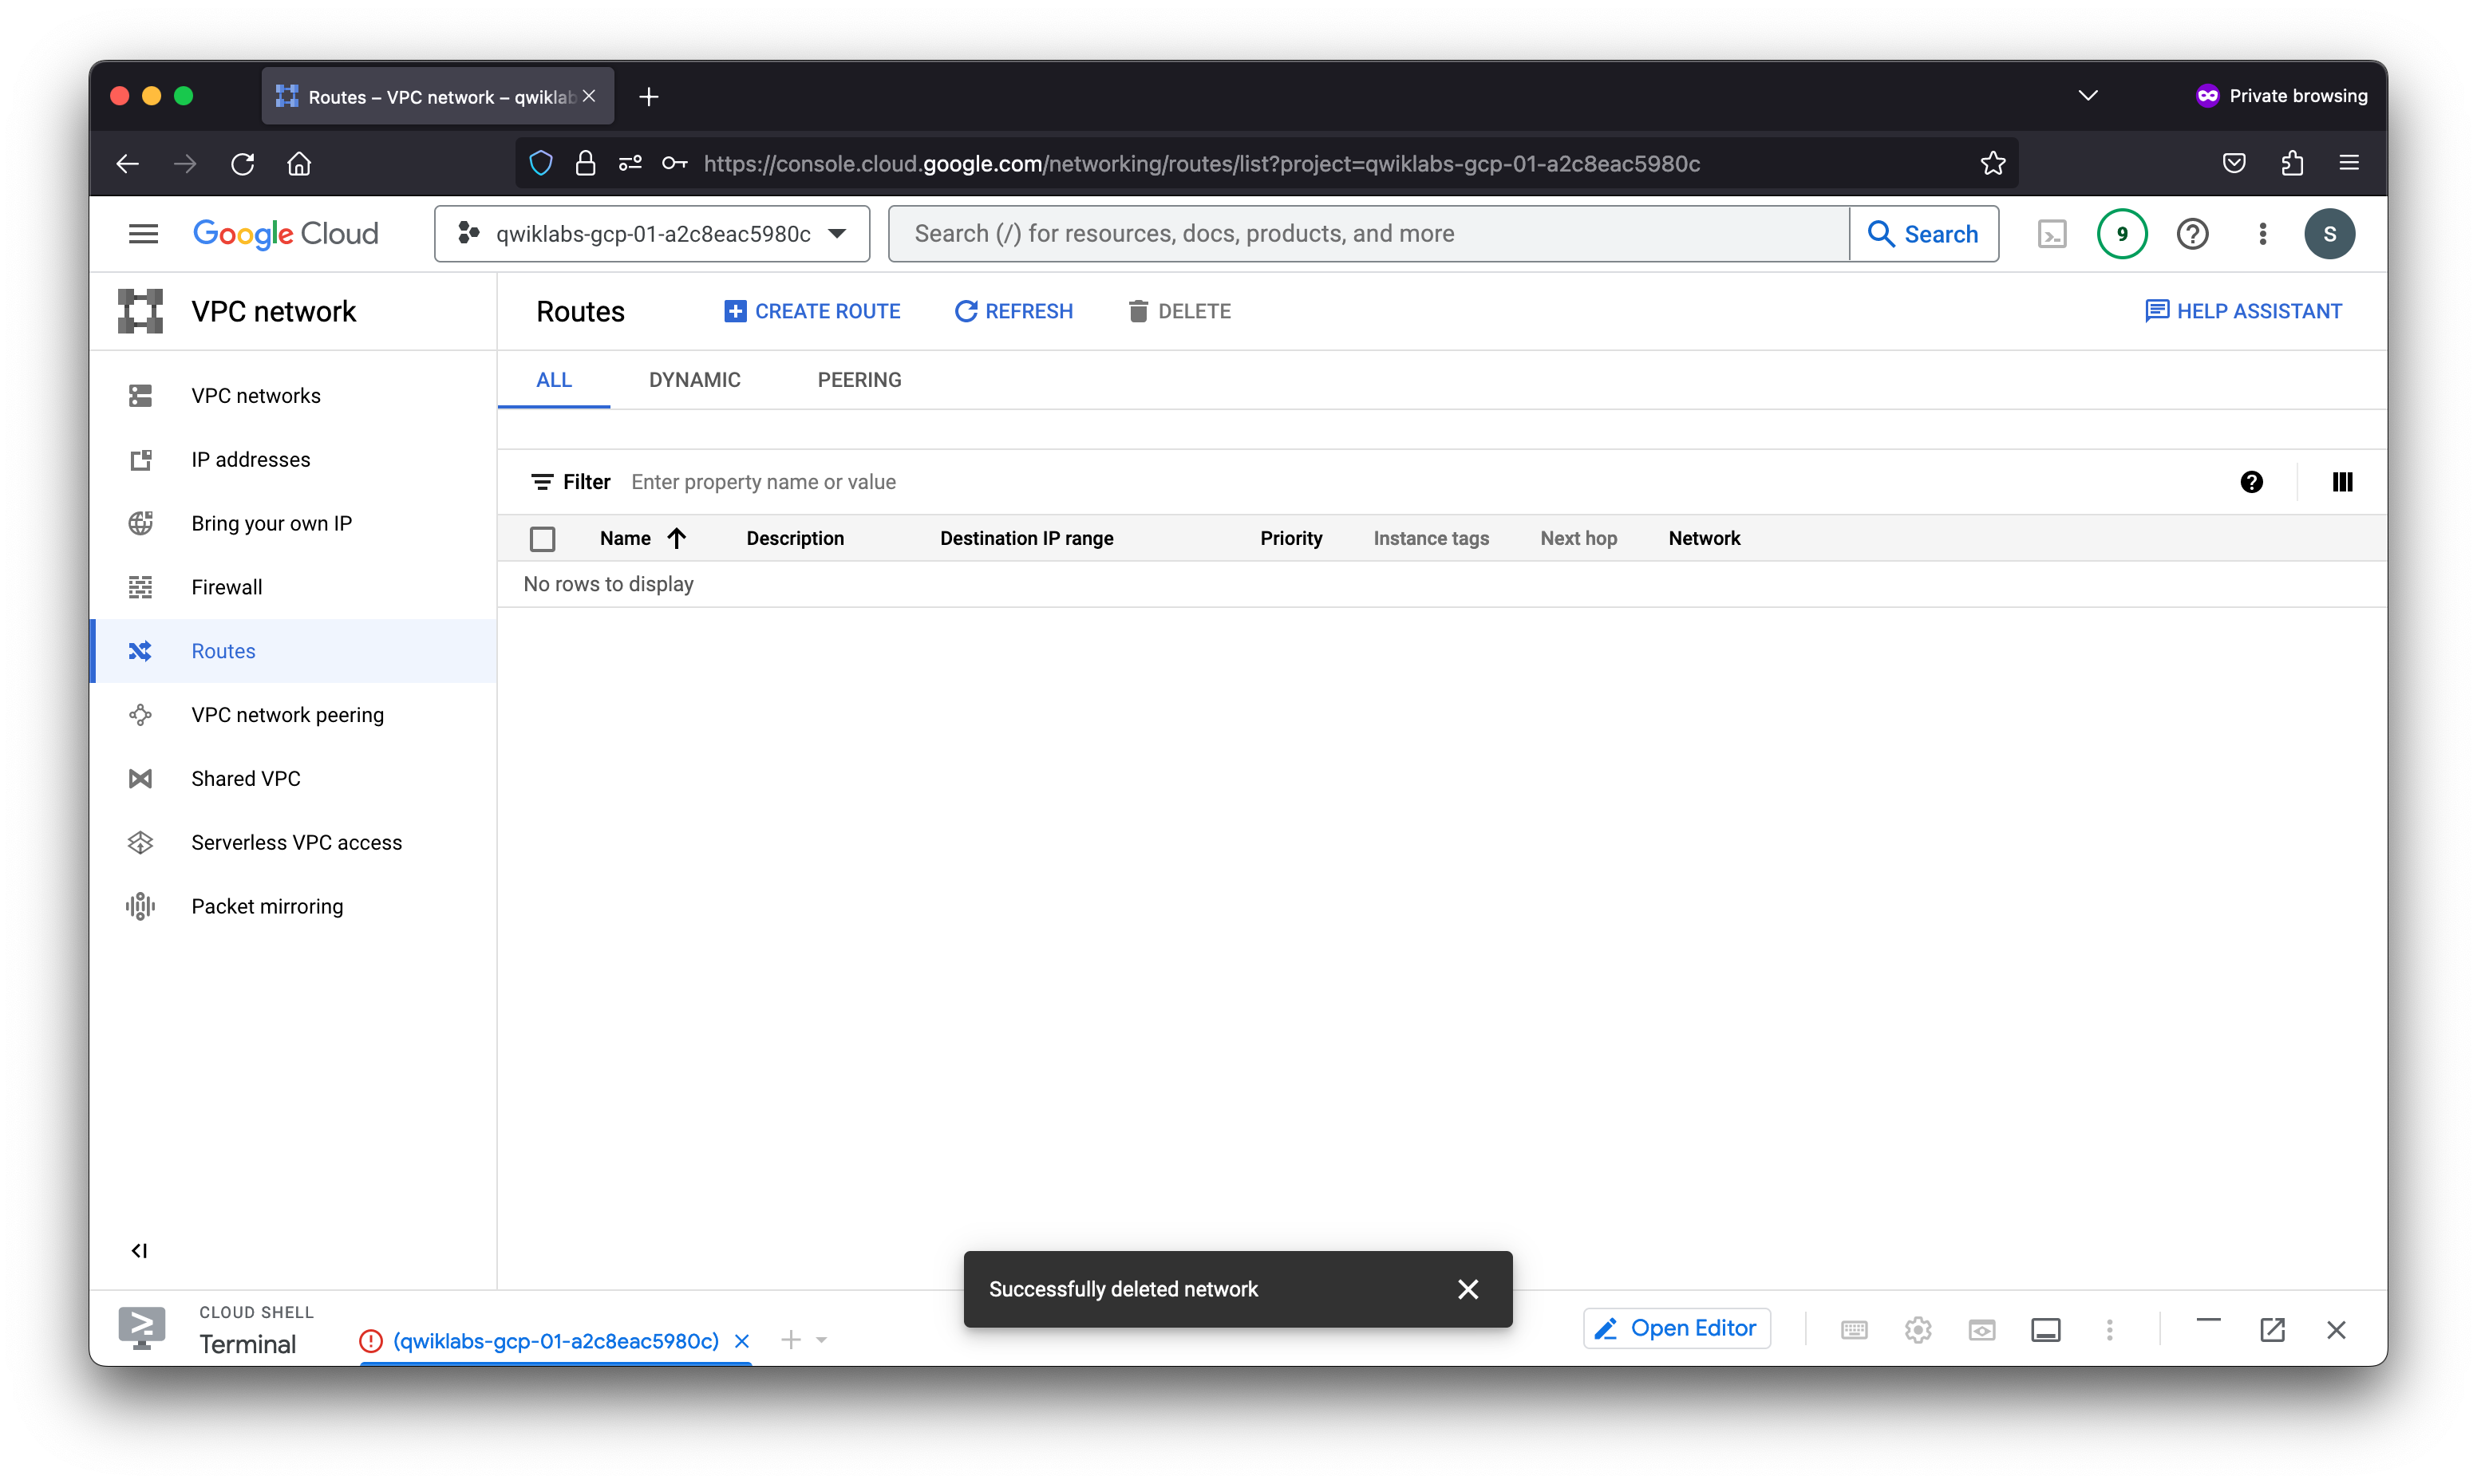 Routes – VPC network – qwiklab
Private browsing
https://console.cloud.google.com/networking/routes/list?project=qwiklabs-gcp-01-a2c8eac5980c
Google Cloud
qwiklabs-gcp-01-a2c8eac5980c
Search (/) for resources, docs, products, and more
Search
9
S
VPC network
Routes
CREATE ROUTE
REFRESH
DELETE
HELP ASSISTANT
VPC networks
IP addresses
Bring your own IP
Firewall
Routes
VPC network peering
Shared VPC
Serverless VPC access
Packet mirroring
ALL
DYNAMIC
PEERING
Filter
Enter property name or value
Name
Description
Destination IP range
Priority
Instance tags
Next hop
Network
No rows to display
Successfully deleted network
CLOUD SHELL
Terminal
(qwiklabs-gcp-01-a2c8eac5980c)
Open Editor